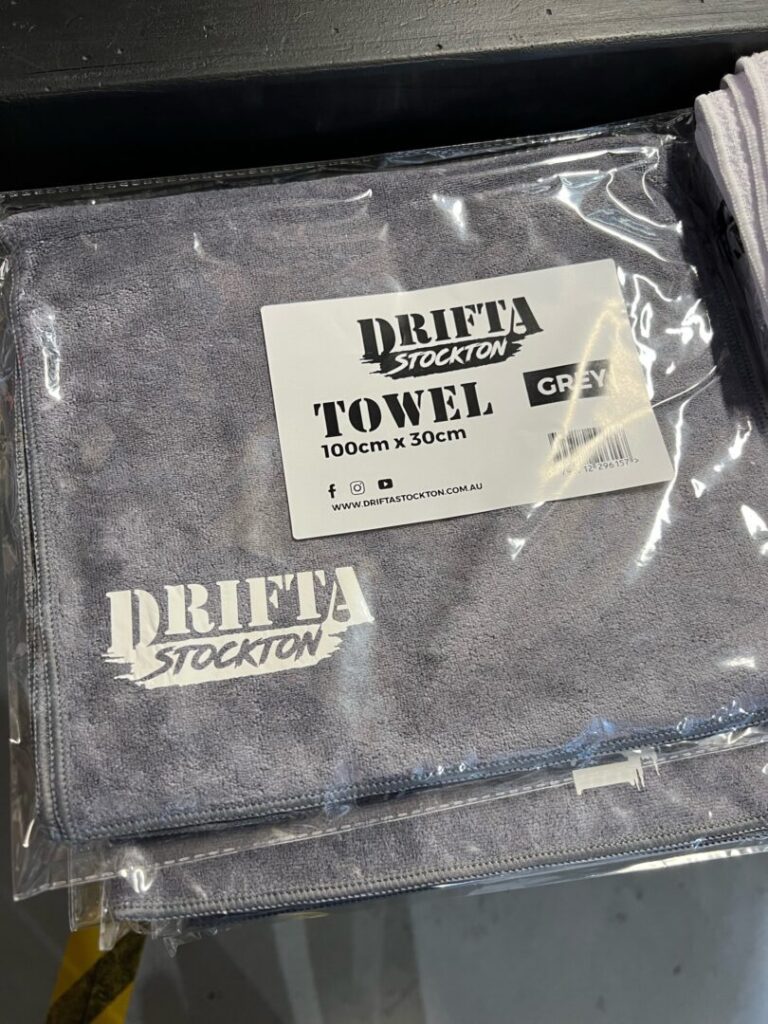 DRIFTA
STOCKTON
TOWEL
GREY
100cm x 30cm
WWW.DRIFTASTOCKTON.COM.AU
DRIFTA
STOCKTON